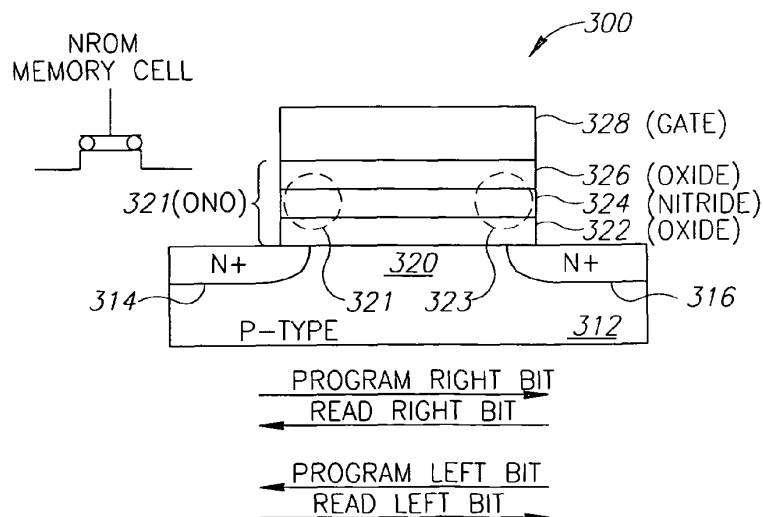 300
NROM
MEMORY CELL
328 (GATE)
326 (OXIDE)
321(ONO)
324 (NITRIDE)
322 (OXIDE)
N+
320
N+
314
321
323
316
P-TYPE
312
PROGRAM RIGHT BIT
READ RIGHT BIT
PROGRAM LEFT BIT
READ LEFT BIT